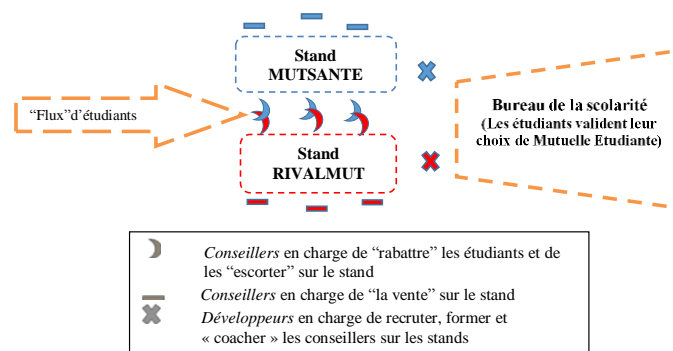 Stand
MUTSANTE
“Flux”d’étudiants
Bureau de la scolarité
(Les étudiants valident leur
choix de Mutuelle Etudiante)
Stand
RIVALMUT
Conseillers en charge de “rabattre” les étudiants et de
les “escorter” sur le stand
Conseillers en charge de “la vente” sur le stand
Développeurs en charge de recruter, former et
« coacher » les conseillers sur les stands